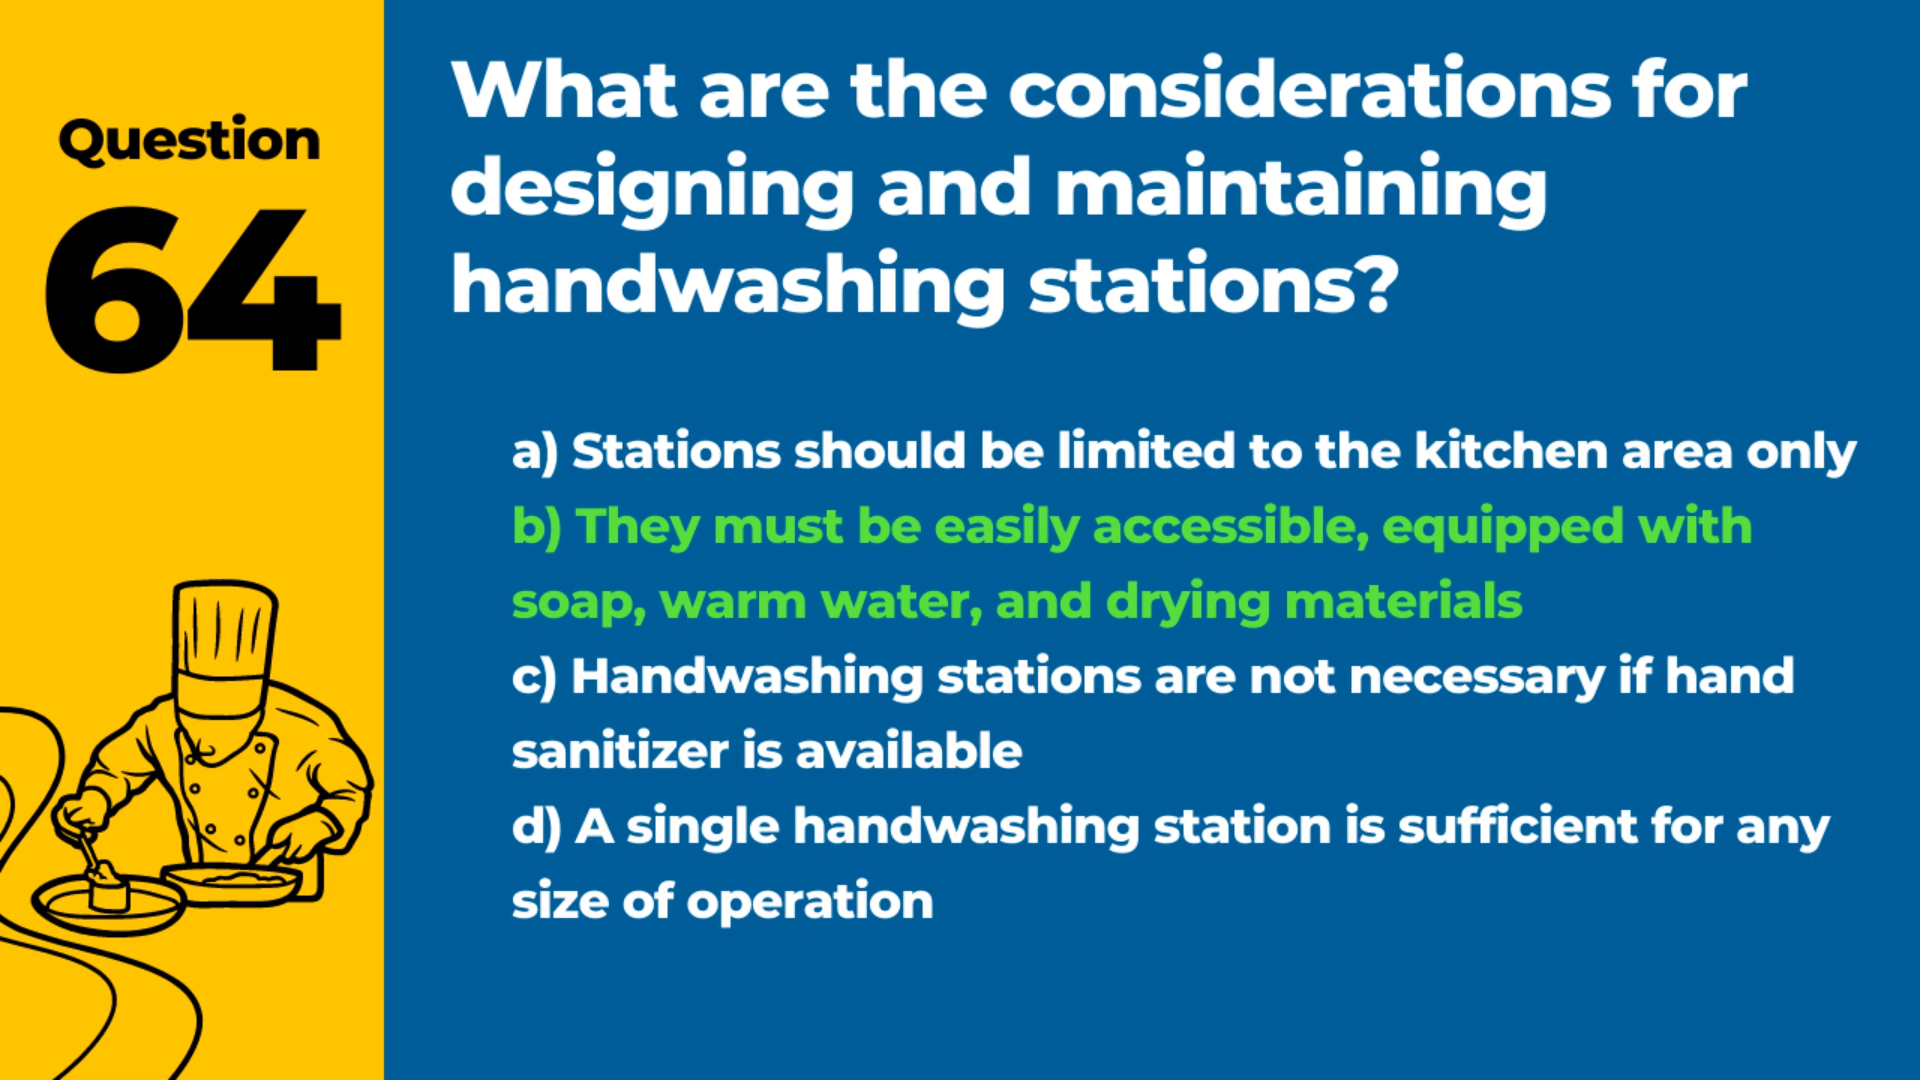 Question
64
What are the considerations for
designing and maintaining
handwashing stations?
a) Stations should be limited to the kitchen area only
b) They must be easily accessible, equipped with
soap, warm water, and drying materials
c) Handwashing stations are not necessary if hand
sanitizer is available
d) A single handwashing station is sufficient for any
size of operation